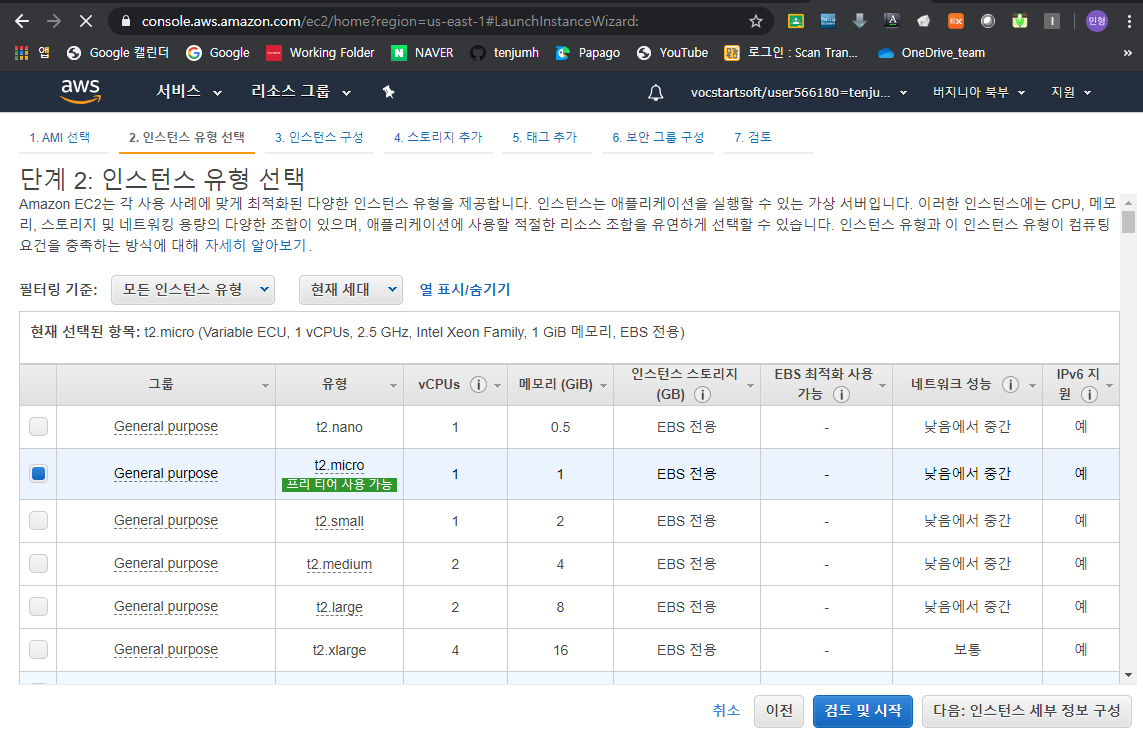 console.aws.amazon.com/ec2/home?region=us-east-1#LaunchInstanceWizard:
민형
앱 Google 캘린더 Google Working Folder NAVER tenjumh Papago YouTube 로그인 : Scan Tran... OneDrive_team »
aws 서비스 리소스 그룹 vocstartsoft/user566180=tenju... 버지니아 북부 지원
1. AMI 선택 2. 인스턴스 유형 선택 3. 인스턴스 구성 4. 스토리지 추가 5. 태그 추가 6. 보안 그룹 구성 7. 검토
단계 2: 인스턴스 유형 선택
Amazon EC2는 각 사용 사례에 맞게 최적화된 다양한 인스턴스 유형을 제공합니다. 인스턴스는 애플리케이션을 실행할 수 있는 가상 서버입니다. 이러한 인스턴스에는 CPU, 메모
리, 스토리지 및 네트워킹 용량의 다양한 조합이 있으며, 애플리케이션에 사용할 적절한 리소스 조합을 유연하게 선택할 수 있습니다. 인스턴스 유형과 이 인스턴스 유형이 컴퓨팅
요건을 충족하는 방식에 대해 자세히 알아보기.
필터링 기준: 모든 인스턴스 유형 현재 세대 열 표시/숨기기
현재 선택된 항목: t2.micro (Variable ECU, 1 vCPUs, 2.5 GHz, Intel Xeon Family, 1 GiB 메모리, EBS 전용)
그룹 유형 vCPUs 메모리 (GiB) 인스턴스 스토리지 (GB) EBS 최적화 사용 가능 네트워크 성능 IPv6 지원
General purpose t2.nano 1 0.5 EBS 전용 - 낮음에서 중간 예
General purpose t2.micro 프리 티어 사용 가능 1 1 EBS 전용 - 낮음에서 중간 예
General purpose t2.small 1 2 EBS 전용 - 낮음에서 중간 예
General purpose t2.medium 2 4 EBS 전용 - 낮음에서 중간 예
General purpose t2.large 2 8 EBS 전용 - 낮음에서 중간 예
General purpose t2.xlarge 4 16 EBS 전용 - 보통 예
취소 이전 검토 및 시작 다음: 인스턴스 세부 정보 구성